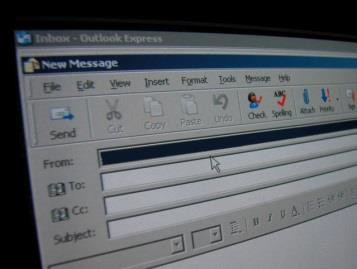 Inbox - Outlook Express
New Message
File Edit View Insert Format Tools Message Help
ABC
Send Cut Copy Paste Undo Check Spelling Attach Priority
From:
To:
Cc:
Subject:
B I U A